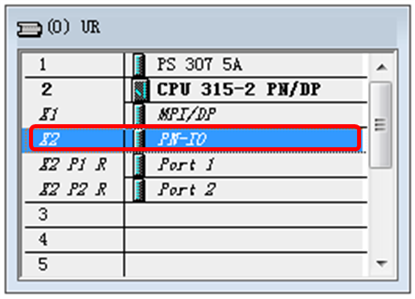 (0) UR
1 PS 307 5A
2 CPU 315-2 PN/DP
X1 MPI/DP
X2 PN-IO
X2 P1 R Port 1
X2 P2 R Port 2
3
4
5